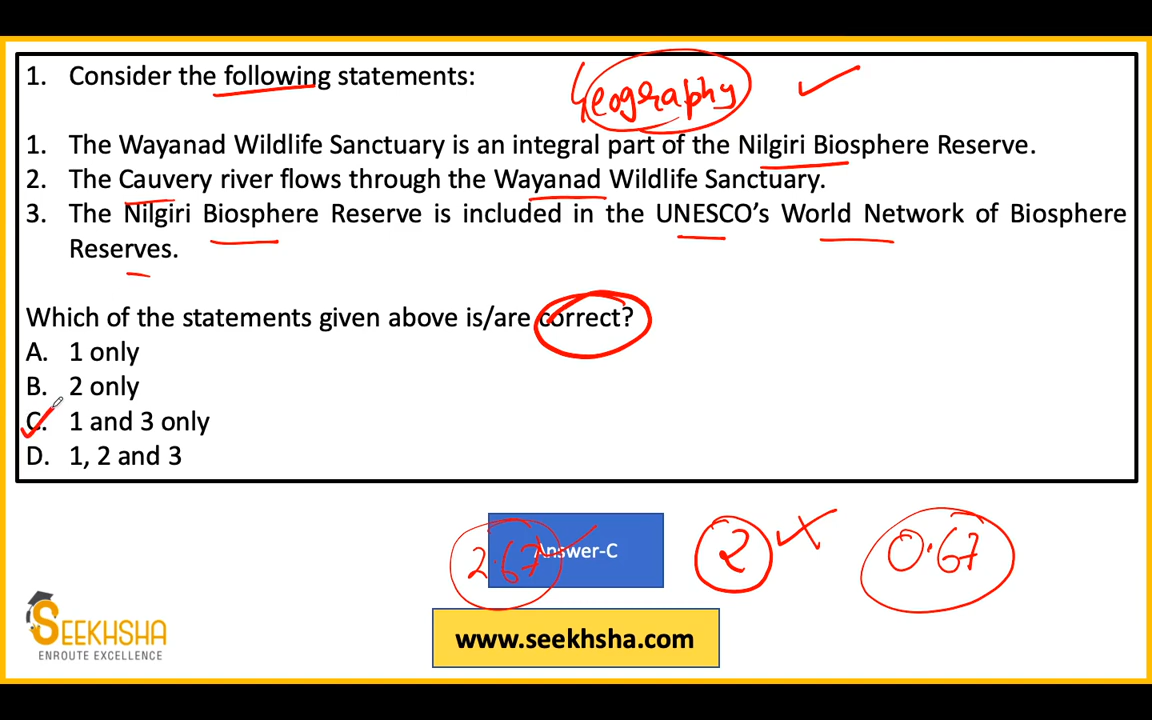 1. Consider the following statements:
Geography
1. The Wayanad Wildlife Sanctuary is an integral part of the Nilgiri Biosphere Reserve.
2. The Cauvery river flows through the Wayanad Wildlife Sanctuary.
3. The Nilgiri Biosphere Reserve is included in the UNESCO’s World Network of Biosphere
Reserves.
Which of the statements given above is/are correct?
A. 1 only
B. 2 only
C. 1 and 3 only
D. 1, 2 and 3
2.67
Answer-C
2
0.67
SEEKHSHA
ENROUTE EXCELLENCE
www.seekhsha.com